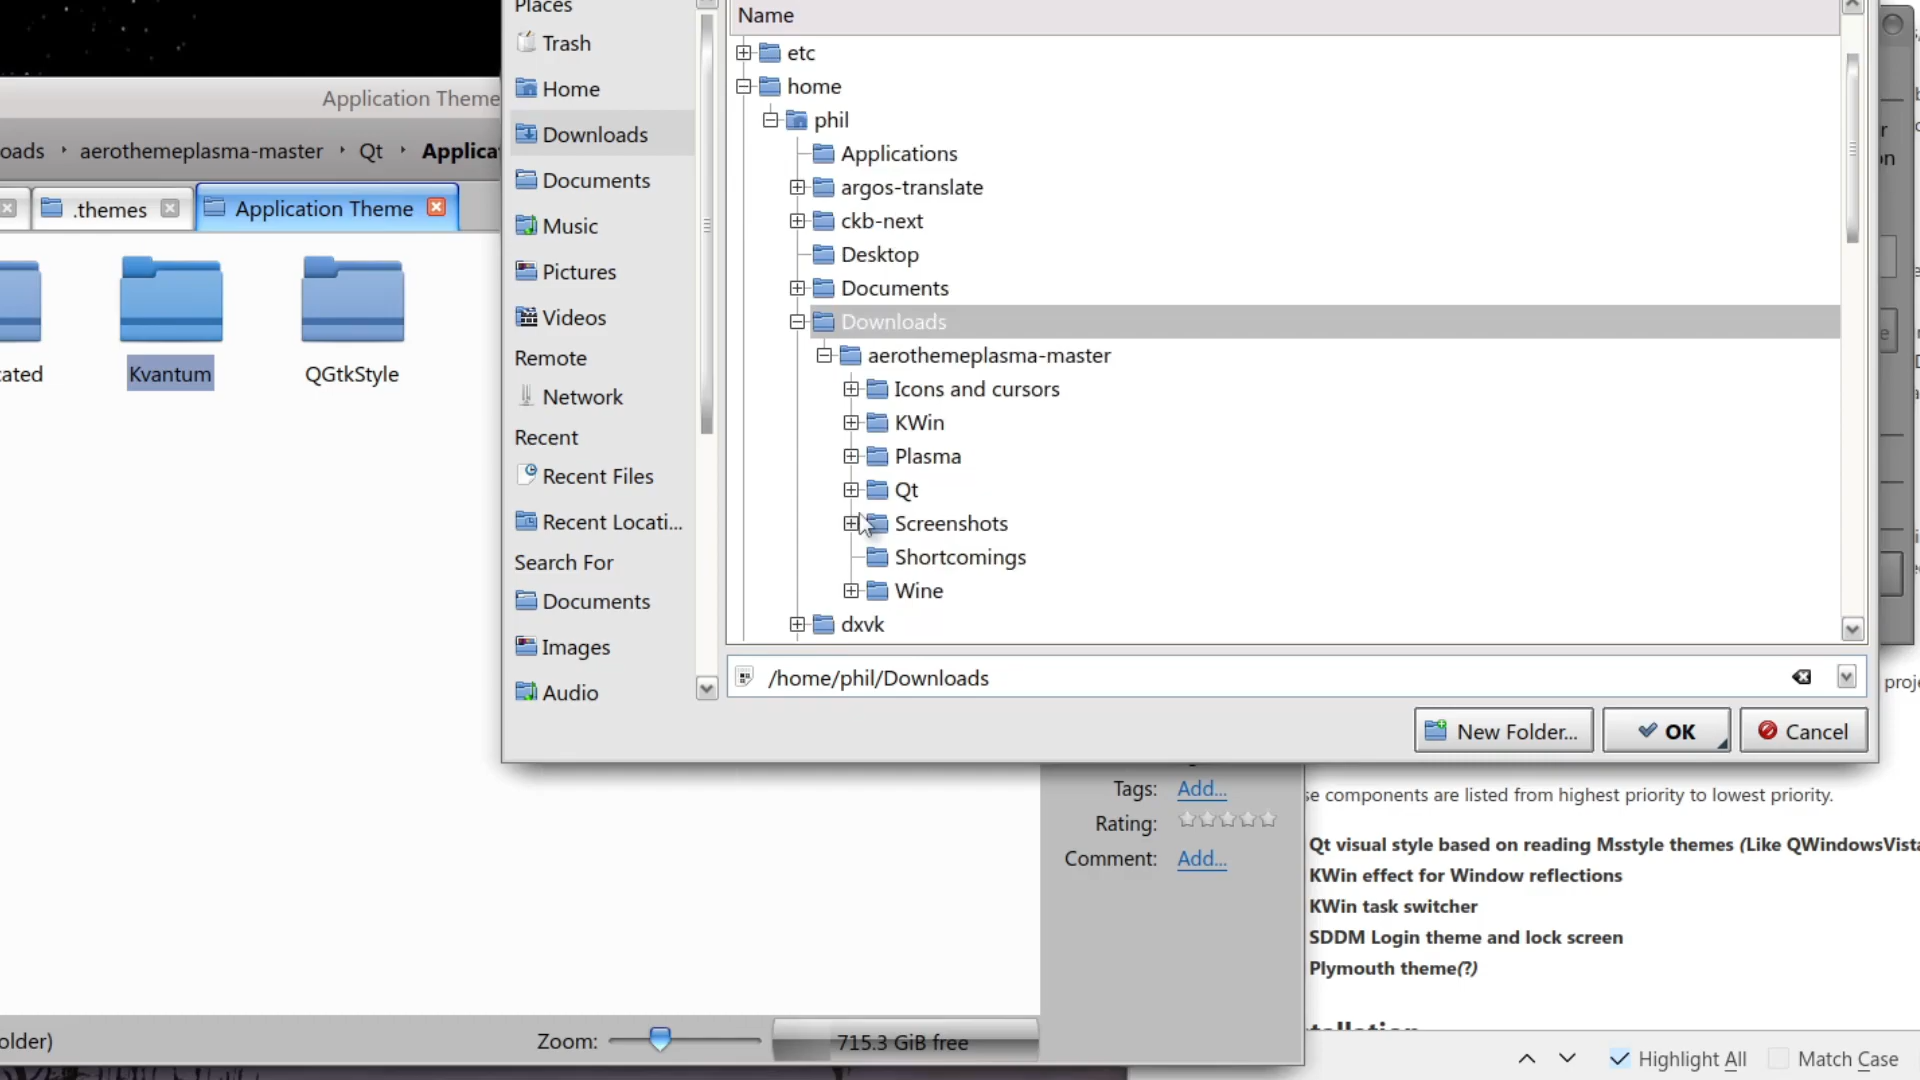 Places
Trash
Home
Downloads
Documents
Music
Pictures
Videos
Remote
Network
Recent
Recent Files
Recent Locati...
Search For
Documents
Images
Audio
Name
etc
home
phil
Applications
argos-translate
ckb-next
Desktop
Documents
Downloads
aerothemeplasma-master
Icons and cursors
KWin
Plasma
Qt
Screenshots
Shortcomings
Wine
dxvk
/home/phil/Downloads
New Folder...
OK
Cancel
Application Theme
oads
aerothemeplasma-master
Qt
Applica
.themes
Application Theme
ated
Kvantum
QGtkStyle
Tags:
Add...
Rating:
Comment:
Add...
older)
Zoom:
715.3 GiB free
proj
se components are listed from highest priority to lowest priority.
Qt visual style based on reading Msstyle themes (Like QWindowsVista
KWin effect for Window reflections
KWin task switcher
SDDM Login theme and lock screen
Plymouth theme(?)
Highlight All
Match Case